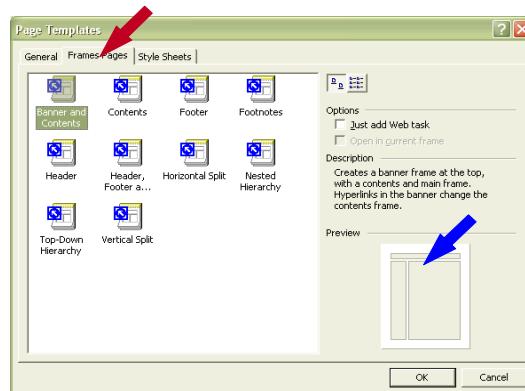 Page Templates
General Frames Pages Style Sheets
Banner and
Contents
Contents
Footer
Footnotes
Header
Header,
Footer a...
Horizontal Split
Nested
Hierarchy
Top-Down
Hierarchy
Vertical Split
Options
Just add Web task
Open in current frame
Description
Creates a banner frame at the top,
with a contents and main frame.
Hyperlinks in the banner change the
contents frame.
Preview
OK Cancel